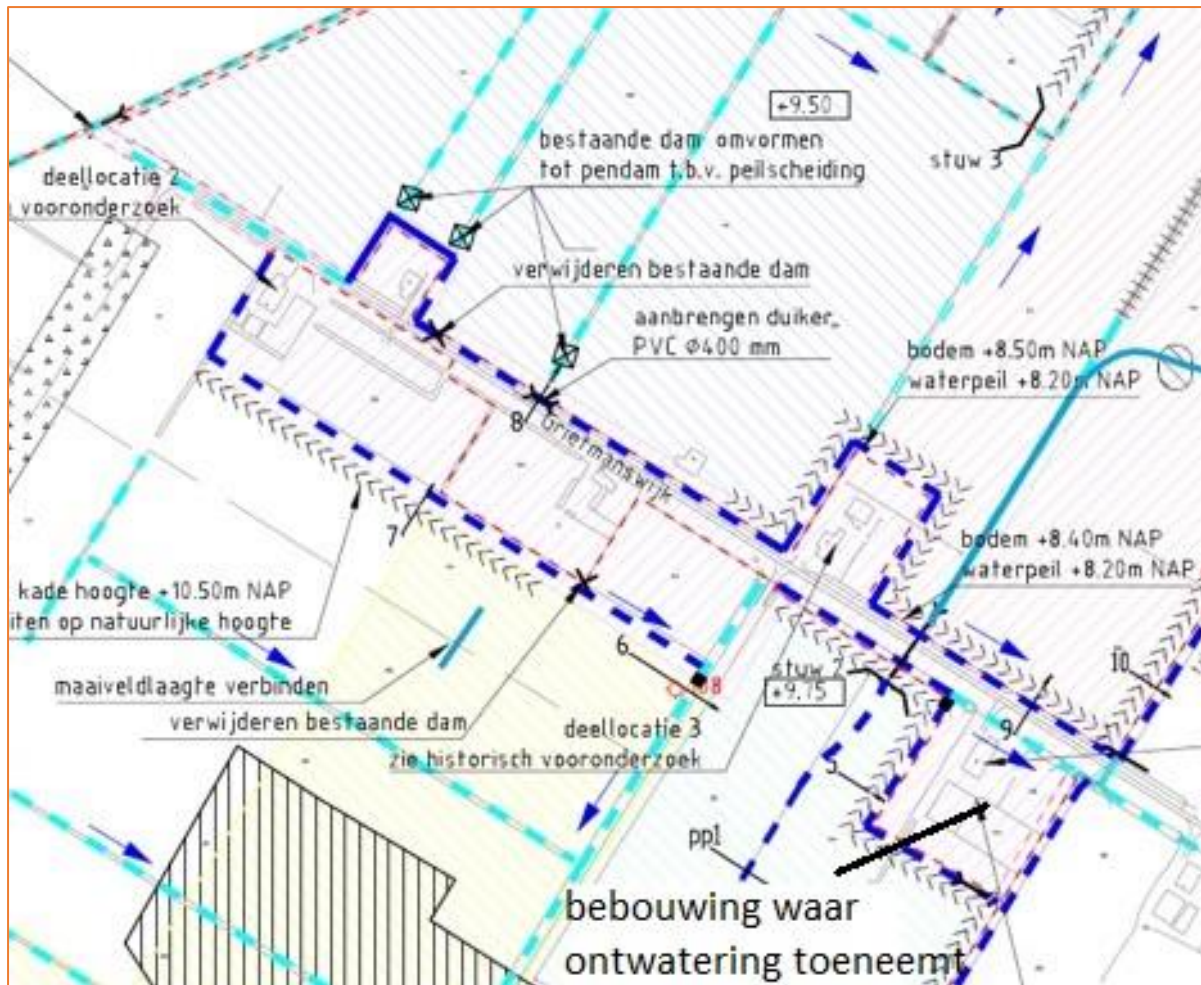 +9.50
bestaande dam omvormen
tot pendam t.b.v. peilscheiding
stuw 3
deellocatie 2
vooronderzoek
verwijderen bestaande dam
aanbrengen duiker
PVC Ø400 mm
bodem +8.50m NAP
waterpeil +8.20m NAP
8
Grietmanswijk
7
bodem +8.40m NAP
waterpeil +8.20m NAP
kade hoogte +10.50m NAP
iten op natuurlijke hoogte
6
stuw 2
10
8
+9.75
maaiveldlaagte verbinden
verwijderen bestaande dam
9
deellocatie 3
zie historisch vooronderzoek
5
pp1
bebouwing waar
ontwatering toeneemt